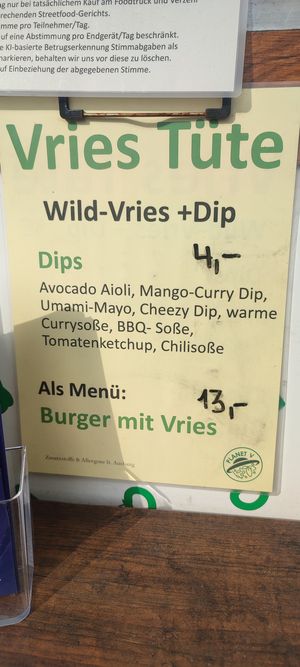 ag nur bei tatsächlichem Kauf am Foodtruck und Verzehr
rechenden Streetfood-Gerichts.
mme pro Teilnehmer/Tag.
uf eine Abstimmung pro Endgerät/Tag beschränkt.
e KI-basierte Betrugserkennung Stimmabgaben als
markieren, behalten wir uns vor diese zu löschen.
uf Einbeziehung der abgegebenen Stimme.
Vries Tüte
Wild-Vries +Dip
4,-
Dips
Avocado Aioli, Mango-Curry Dip,
Umami-Mayo, Cheezy Dip, warme
Currysoße, BBQ- Soße,
Tomatenketchup, Chilisoße
Als Menü:
13,-
Burger mit Vries
Zusatzstoffe & Allergene lt. Aushang
PLANET V